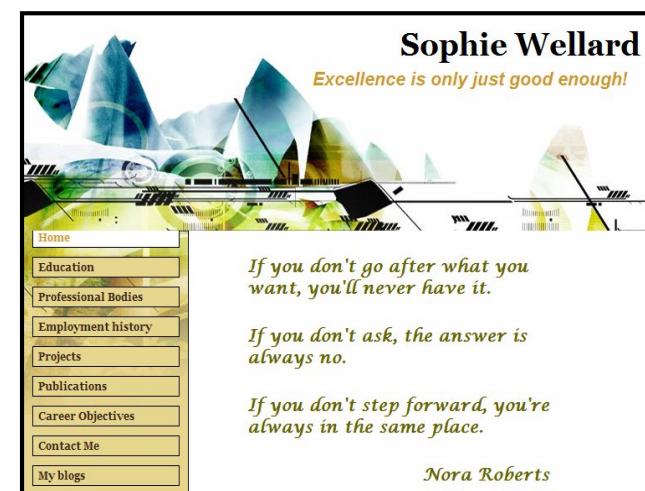 Sophie Wellard
Excellence is only just good enough!
Home
Education
Professional Bodies
Employment history
Projects
Publications
Career Objectives
Contact Me
My blogs
If you don't go after what you
want, you'll never have it.
If you don't ask, the answer is
always no.
If you don't step forward, you're
always in the same place.
Nora Roberts